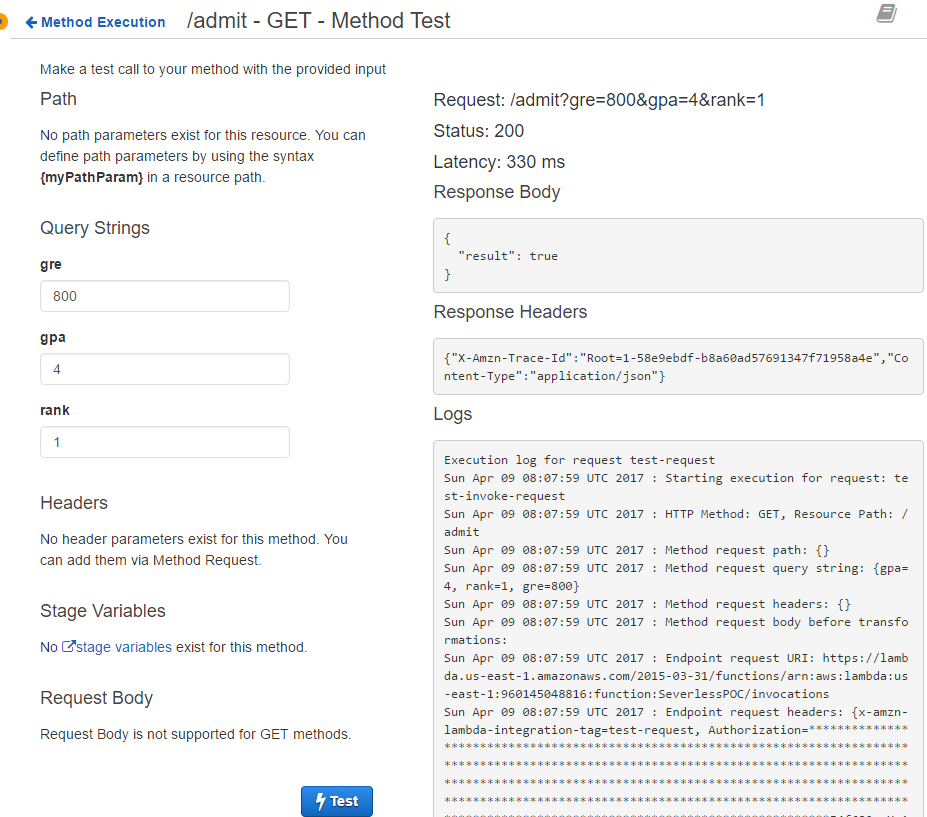 Method Execution /admit - GET - Method Test
Make a test call to your method with the provided input
Path
No path parameters exist for this resource. You can
define path parameters by using the syntax
{myPathParam} in a resource path.
Query Strings
gre
800
gpa
4
rank
1
Headers
No header parameters exist for this method. You
can add them via Method Request.
Stage Variables
No stage variables exist for this method.
Request Body
Request Body is not supported for GET methods.
Test
Request: /admit?gre=800&gpa=4&rank=1
Status: 200
Latency: 330 ms
Response Body
{
"result": true
}
Response Headers
{"X-Amzn-Trace-Id":"Root=1-58e9ebdf-b8a60ad57691347f71958a4e","Co
ntent-Type":"application/json"}
Logs
Execution log for request test-request
Sun Apr 09 08:07:59 UTC 2017 : Starting execution for request: te
st-invoke-request
Sun Apr 09 08:07:59 UTC 2017 : HTTP Method: GET, Resource Path: /
admit
Sun Apr 09 08:07:59 UTC 2017 : Method request path: {}
Sun Apr 09 08:07:59 UTC 2017 : Method request query string: {gpa=
4, rank=1, gre=800}
Sun Apr 09 08:07:59 UTC 2017 : Method request headers: {}
Sun Apr 09 08:07:59 UTC 2017 : Method request body before transfo
rmations:
Sun Apr 09 08:07:59 UTC 2017 : Endpoint request URI: https://lamb
da.us-east-1.amazonaws.com/2015-03-31/functions/arn:aws:lambda:us
-east-1:960145048816:function:SeverlessPOC/invocations
Sun Apr 09 08:07:59 UTC 2017 : Endpoint request headers: {x-amzn-
lambda-integration-tag=test-request, Authorization=**************
*****************************************************************
*****************************************************************
*****************************************************************
*****************************************************************